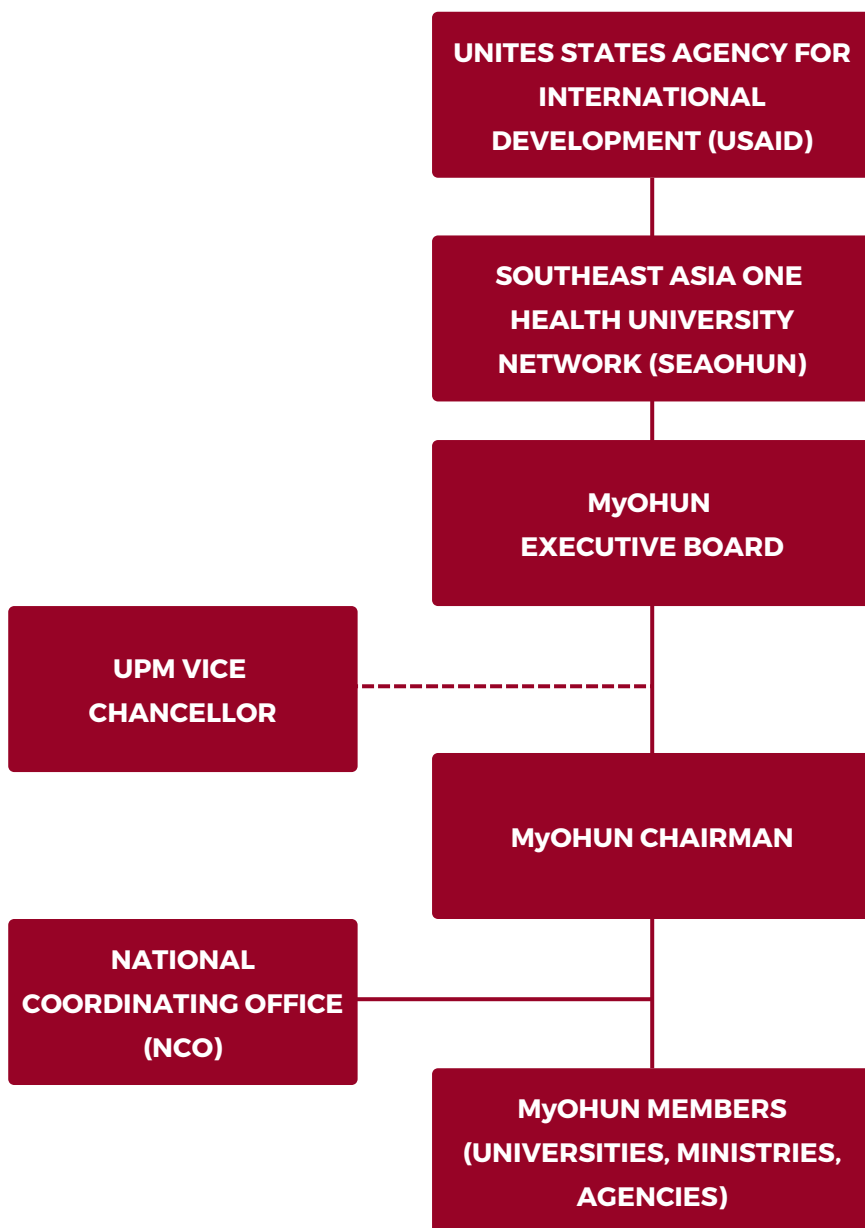 UNITES STATES AGENCY FOR
INTERNATIONAL
DEVELOPMENT (USAID)
SOUTHEAST ASIA ONE
HEALTH UNIVERSITY
NETWORK (SEAOHUN)
MyOHUN
EXECUTIVE BOARD
UPM VICE
CHANCELLOR
MyOHUN CHAIRMAN
NATIONAL
COORDINATING OFFICE
(NCO)
MyOHUN MEMBERS
(UNIVERSITIES, MINISTRIES,
AGENCIES)